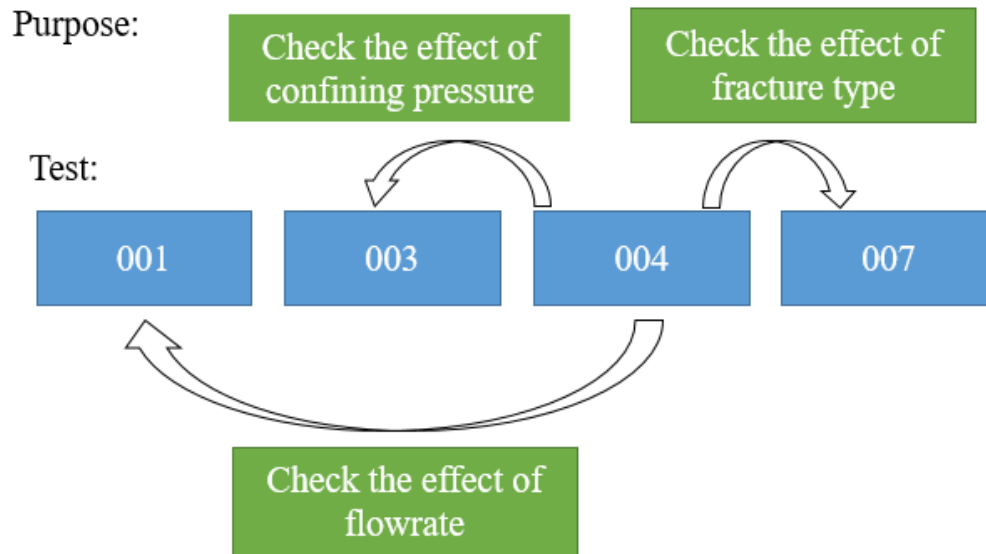 Purpose:
Check the effect of
confining pressure
Check the effect of
fracture type
Test:
001
003
004
007
Check the effect of
flowrate